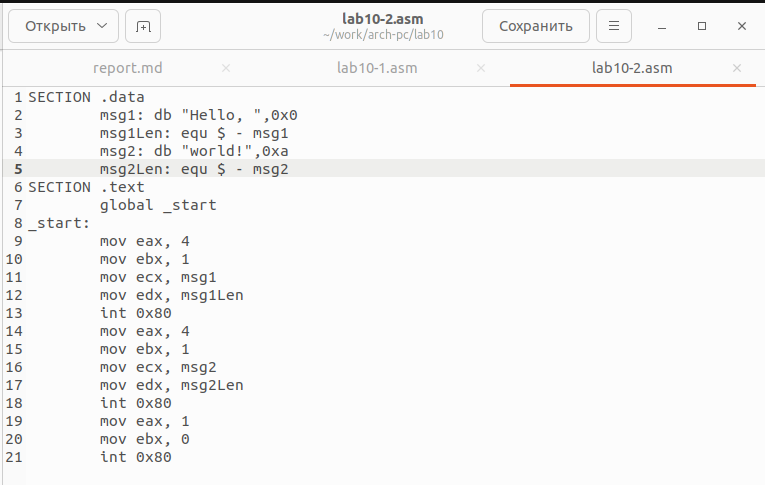 Открыть
lab10-2.asm
~/work/arch-pc/lab10
Сохранить
report.md
lab10-1.asm
lab10-2.asm
1 SECTION .data
2         msg1: db "Hello, ",0x0
3         msg1Len: equ $ - msg1
4         msg2: db "world!",0xa
5         msg2Len: equ $ - msg2
6 SECTION .text
7         global _start
8 _start:
9         mov eax, 4
10         mov ebx, 1
11         mov ecx, msg1
12         mov edx, msg1Len
13         int 0x80
14         mov eax, 4
15         mov ebx, 1
16         mov ecx, msg2
17         mov edx, msg2Len
18         int 0x80
19         mov eax, 1
20         mov ebx, 0
21         int 0x80